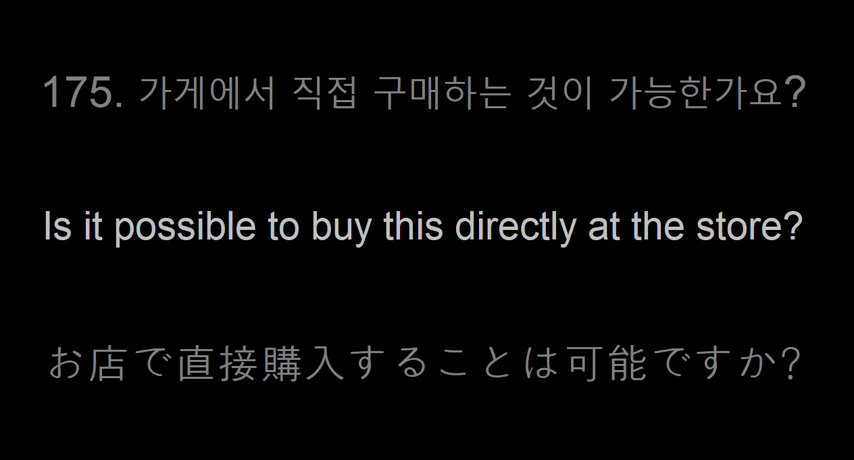 175. 가게에서 직접 구매하는 것이 가능한가요?
Is it possible to buy this directly at the store?
お店で直接購入することは可能ですか?